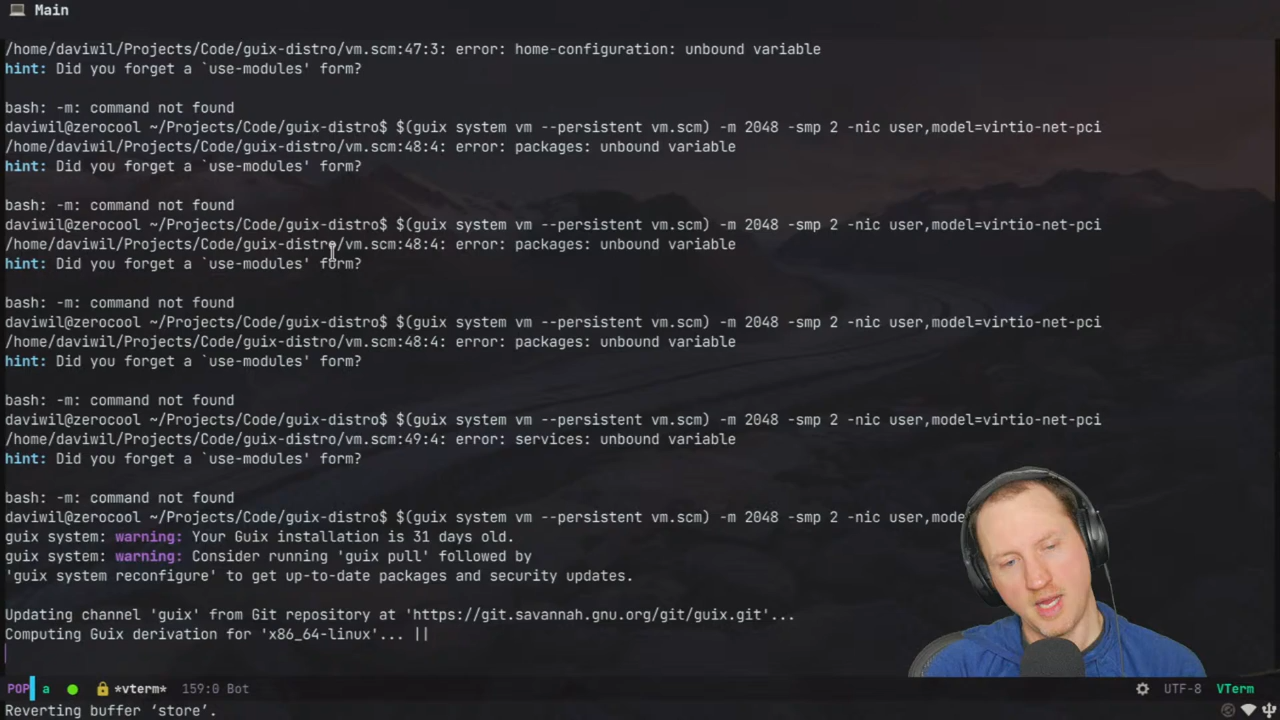 Main
/home/daviwil/Projects/Code/guix-distro/vm.scm:47:3: error: home-configuration: unbound variable
hint: Did you forget a `use-modules' form?
bash: -m: command not found
daviwil@zerocool ~/Projects/Code/guix-distro$ $(guix system vm --persistent vm.scm) -m 2048 -smp 2 -nic user,model=virtio-net-pci
/home/daviwil/Projects/Code/guix-distro/vm.scm:48:4: error: packages: unbound variable
hint: Did you forget a `use-modules' form?
bash: -m: command not found
daviwil@zerocool ~/Projects/Code/guix-distro$ $(guix system vm --persistent vm.scm) -m 2048 -smp 2 -nic user,model=virtio-net-pci
/home/daviwil/Projects/Code/guix-distro/vm.scm:48:4: error: packages: unbound variable
hint: Did you forget a `use-modules' form?
bash: -m: command not found
daviwil@zerocool ~/Projects/Code/guix-distro$ $(guix system vm --persistent vm.scm) -m 2048 -smp 2 -nic user,model=virtio-net-pci
/home/daviwil/Projects/Code/guix-distro/vm.scm:48:4: error: packages: unbound variable
hint: Did you forget a `use-modules' form?
bash: -m: command not found
daviwil@zerocool ~/Projects/Code/guix-distro$ $(guix system vm --persistent vm.scm) -m 2048 -smp 2 -nic user,model=virtio-net-pci
/home/daviwil/Projects/Code/guix-distro/vm.scm:49:4: error: services: unbound variable
hint: Did you forget a `use-modules' form?
bash: -m: command not found
daviwil@zerocool ~/Projects/Code/guix-distro$ $(guix system vm --persistent vm.scm) -m 2048 -smp 2 -nic user,mode
guix system: warning: Your Guix installation is 31 days old.
guix system: warning: Consider running 'guix pull' followed by
'guix system reconfigure' to get up-to-date packages and security updates.
Updating channel 'guix' from Git repository at 'https://git.savannah.gnu.org/git/guix.git'...
Computing Guix derivation for 'x86_64-linux'... ||
POP a *vterm* 159:0 Bot UTF-8 VTerm
Reverting buffer ‘store’.